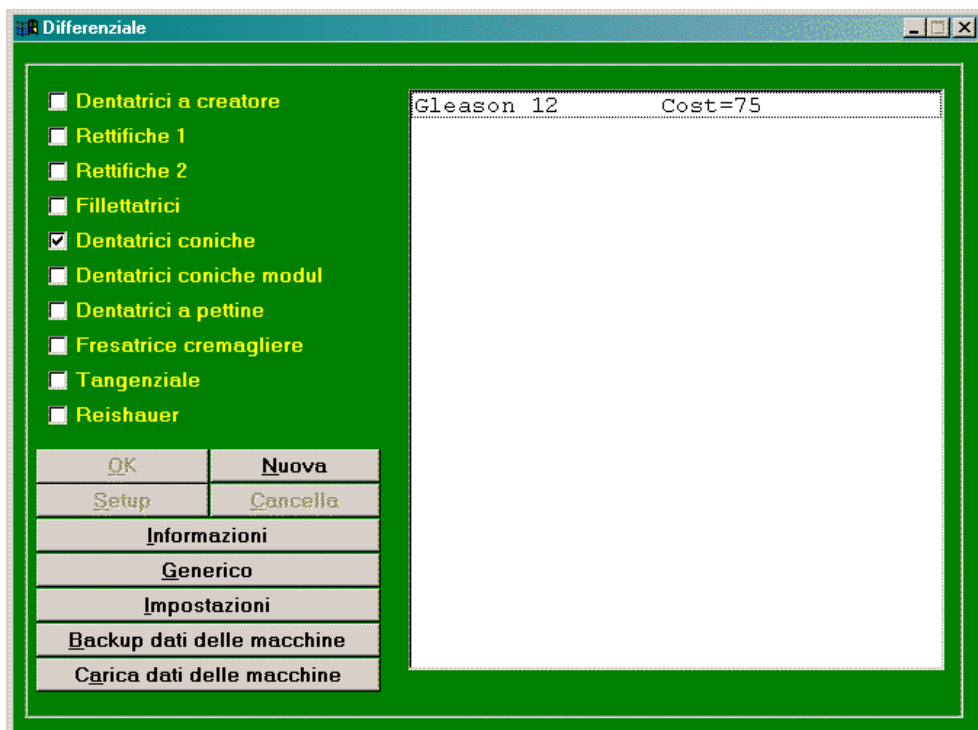 Differenziale
Dentatrici a creatore
Rettifiche 1
Rettifiche 2
Fillettatrici
Dentatrici coniche
Dentatrici coniche modul
Dentatrici a pettine
Fresatrice cremagliere
Tangenziale
Reishauer
Gleason 12 Cost=75
OK Nuova
Setup Cancella
Informazioni
Generico
Impostazioni
Backup dati delle macchine
Carica dati delle macchine